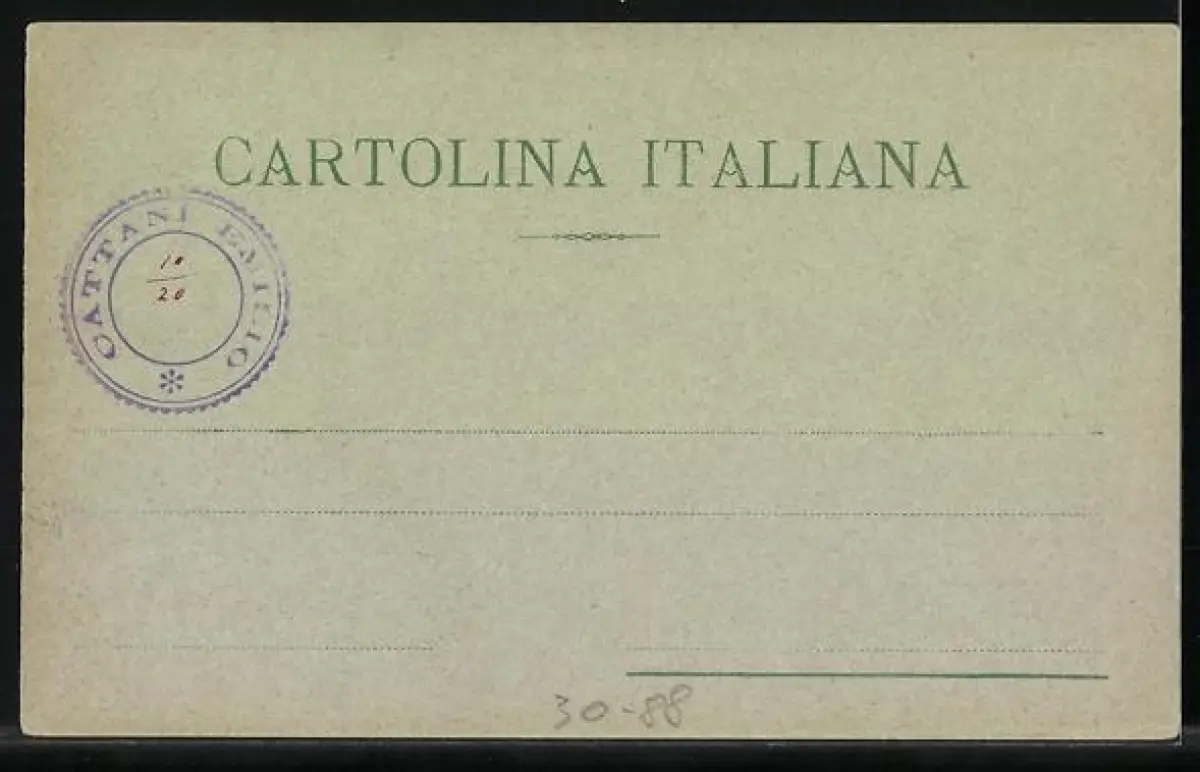 CARTOLINA ITALIANA
CATTANI EMILIO
10
20
30-88